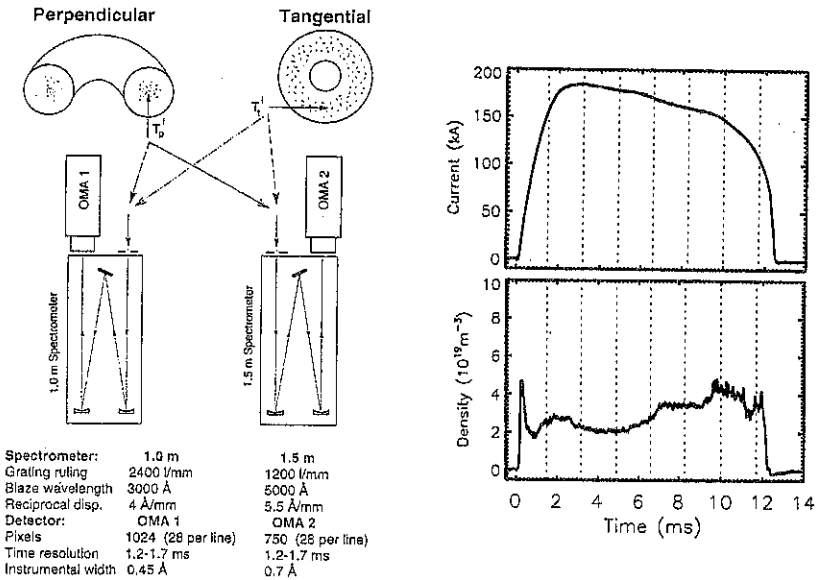 Perpendicular Tangential
OMA 1
OMA 2
1.0 m Spectrometer
1.5 m Spectrometer
Spectrometer: 1.0 m 1.5 m
Grating ruling 2400 l/mm 1200 l/mm
Blaze wavelength 3000 Å 5000 Å
Reciprocal disp. 4 Å/mm 5.5 Å/mm
Detector: OMA 1 OMA 2
Pixels 1024 (28 per line) 750 (28 per line)
Time resolution 1.2-1.7 ms 1.2-1.7 ms
Instrumental width 0.45 Å 0.7 Å
Current (kA)
200
150
100
50
0
Density (10¹⁹m⁻³)
10
8
6
4
2
0
0 2 4 6 8 10 12 14
Time (ms)